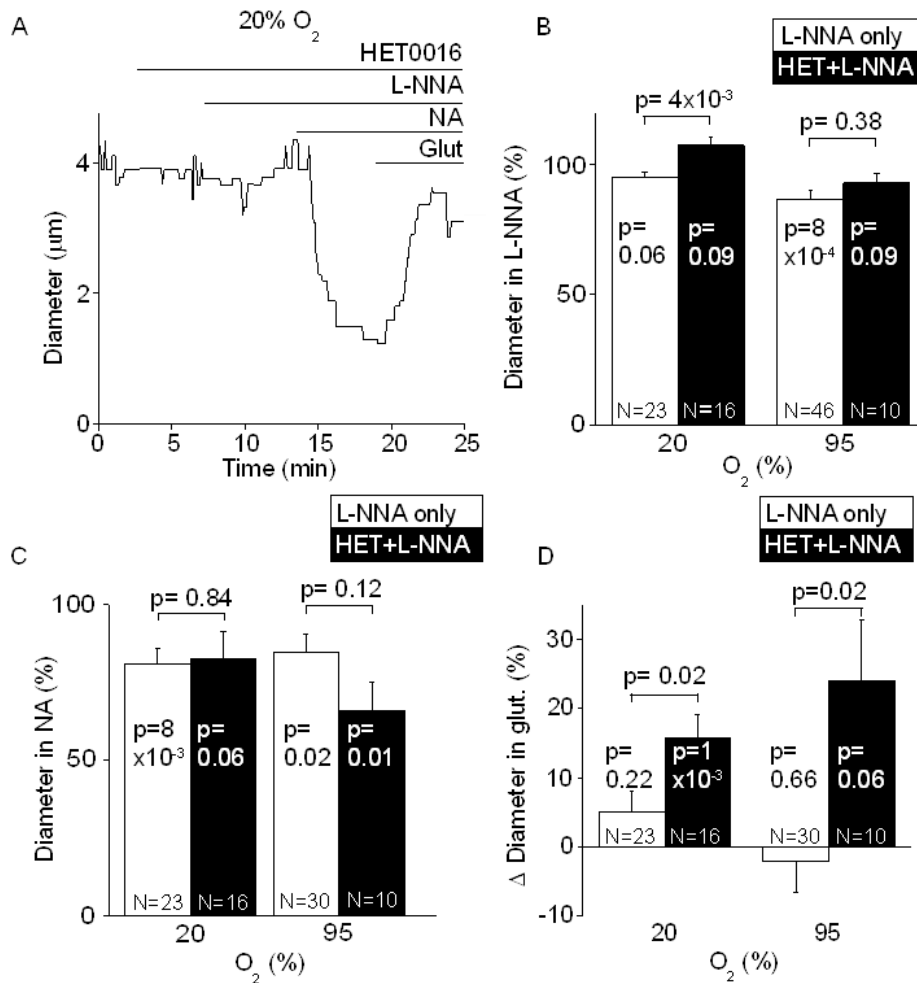 A
20% O2
HET0016
L-NNA
NA
Glut
4
2
0
Diameter (μm)
0 5 10 15 20 25
Time (min)
B
L-NNA only
HET+L-NNA
p= 4x10-3
p= 0.38
100
50
0
Diameter in L-NNA (%)
p= 0.06
p= 0.09
p=8 x10-4
p= 0.09
N=23
N=16
N=46
N=10
20 95
O2 (%)
C
L-NNA only
HET+L-NNA
p= 0.84
p= 0.12
100
50
0
Diameter in NA (%)
p=8 x10-3
p= 0.06
p= 0.02
p= 0.01
N=23
N=16
N=30
N=10
20 95
O2 (%)
D
L-NNA only
HET+L-NNA
p= 0.02
p=0.02
30
20
10
0
-10
Δ Diameter in glut. (%)
p= 0.22
p=1 x10-3
p= 0.66
p= 0.06
N=23
N=16
N=30
N=10
20 95
O2 (%)